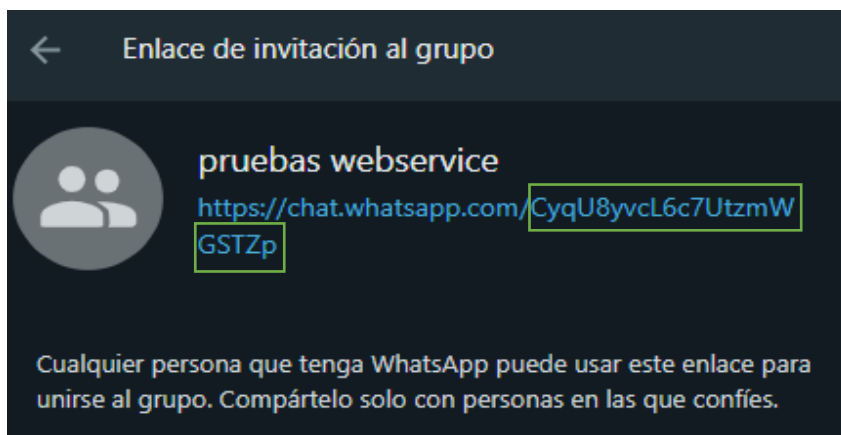 Enlace de invitación al grupo
pruebas webservice
https://chat.whatsapp.com/CyqU8yvcL6c7UtzmW
GSTZp
Cualquier persona que tenga WhatsApp puede usar este enlace para
unirse al grupo. Compártelo solo con personas en las que confíes.